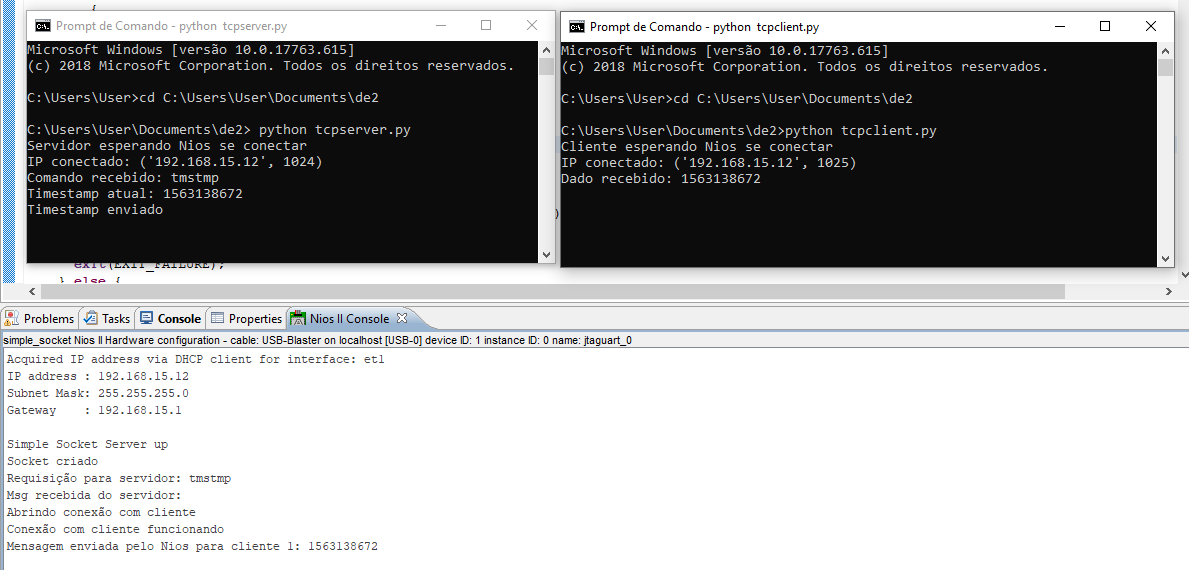 {
Prompt de Comando - python  tcpserver.py
Microsoft Windows [versão 10.0.17763.615]
(c) 2018 Microsoft Corporation. Todos os direitos reservados.
C:\Users\User>cd C:\Users\User\Documents\de2
C:\Users\User\Documents\de2> python tcpserver.py
Servidor esperando Nios se conectar
IP conectado: ('192.168.15.12', 1024)
Comando recebido: tmstmp
Timestamp atual: 1563138672
Timestamp enviado
Prompt de Comando - python  tcpclient.py
Microsoft Windows [versão 10.0.17763.615]
(c) 2018 Microsoft Corporation. Todos os direitos reservados.
C:\Users\User>cd C:\Users\User\Documents\de2
C:\Users\User\Documents\de2>python tcpclient.py
Cliente esperando Nios se conectar
IP conectado: ('192.168.15.12', 1025)
Dado recebido: 1563138672
)
exit(EXIT_FAILURE);
} else {
Problems Tasks Console Properties Nios II Console
simple_socket Nios II Hardware configuration - cable: USB-Blaster on localhost [USB-0] device ID: 1 instance ID: 0 name: jtaguart_0
Acquired IP address via DHCP client for interface: et1
IP address : 192.168.15.12
Subnet Mask: 255.255.255.0
Gateway    : 192.168.15.1
Simple Socket Server up
Socket criado
Requisição para servidor: tmstmp
Msg recebida do servidor:
Abrindo conexão com cliente
Conexão com cliente funcionando
Mensagem enviada pelo Nios para cliente 1: 1563138672